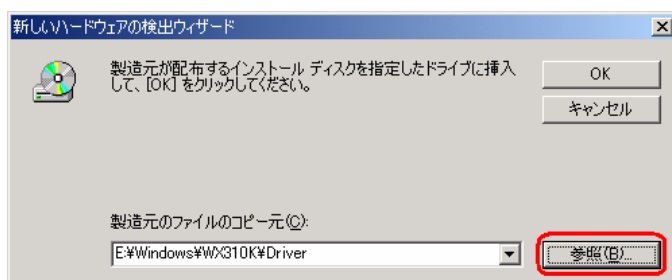 新しいハードウェアの検出ウィザード
製造元が配布するインストール ディスクを指定したドライブに挿入
して、[OK] をクリックしてください。
OK
キャンセル
製造元のファイルのコピー元(C):
E:¥Windows¥WX310K¥Driver
参照(B)...